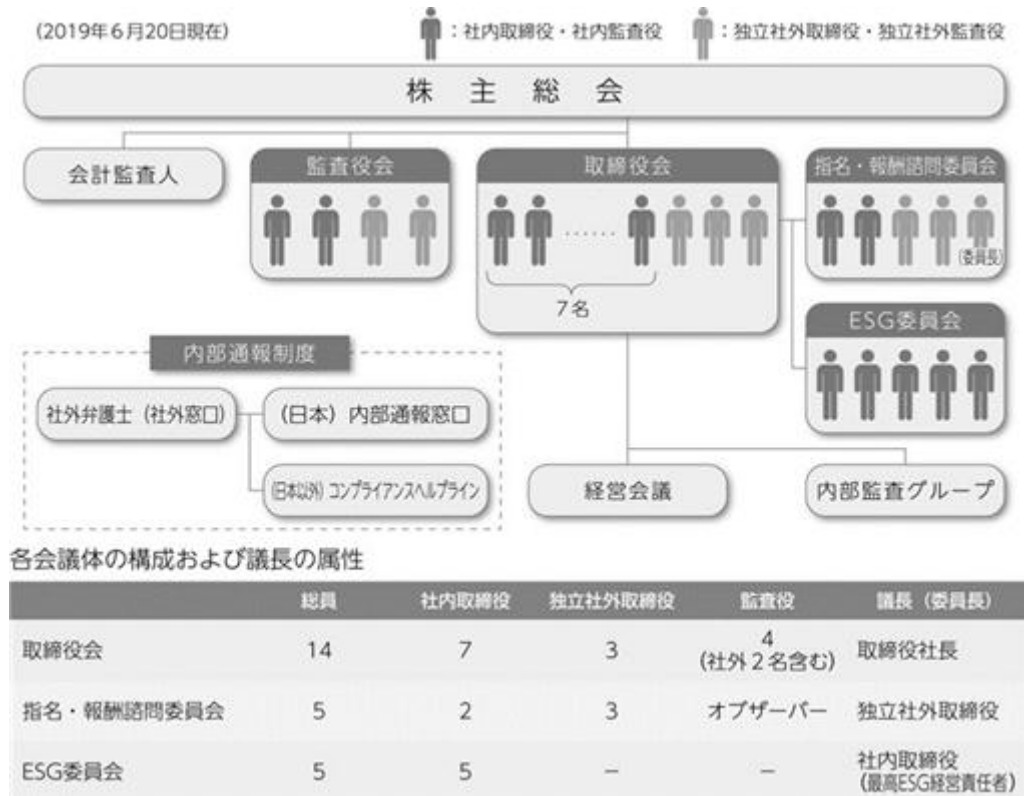 (2019年6月20日現在)
：社内取締役・社内監査役
：独立社外取締役・独立社外監査役
株主総会
会計監査人
監査役会
取締役会
指名・報酬諮問委員会
(委員長)
......
7名
ESG委員会
内部通報制度
社外弁護士（社外窓口）
（日本）内部通報窓口
(日本以外) コンプライアンスヘルプライン
経営会議
内部監査グループ
各会議体の構成および議長の属性
総員 社内取締役 独立社外取締役 監査役 議長（委員長）
取締役会 14 7 3 4 (社外2名含む) 取締役社長
指名・報酬諮問委員会 5 2 3 オブザーバー 独立社外取締役
ESG委員会 5 5 － － 社内取締役 (最高ESG経営責任者)